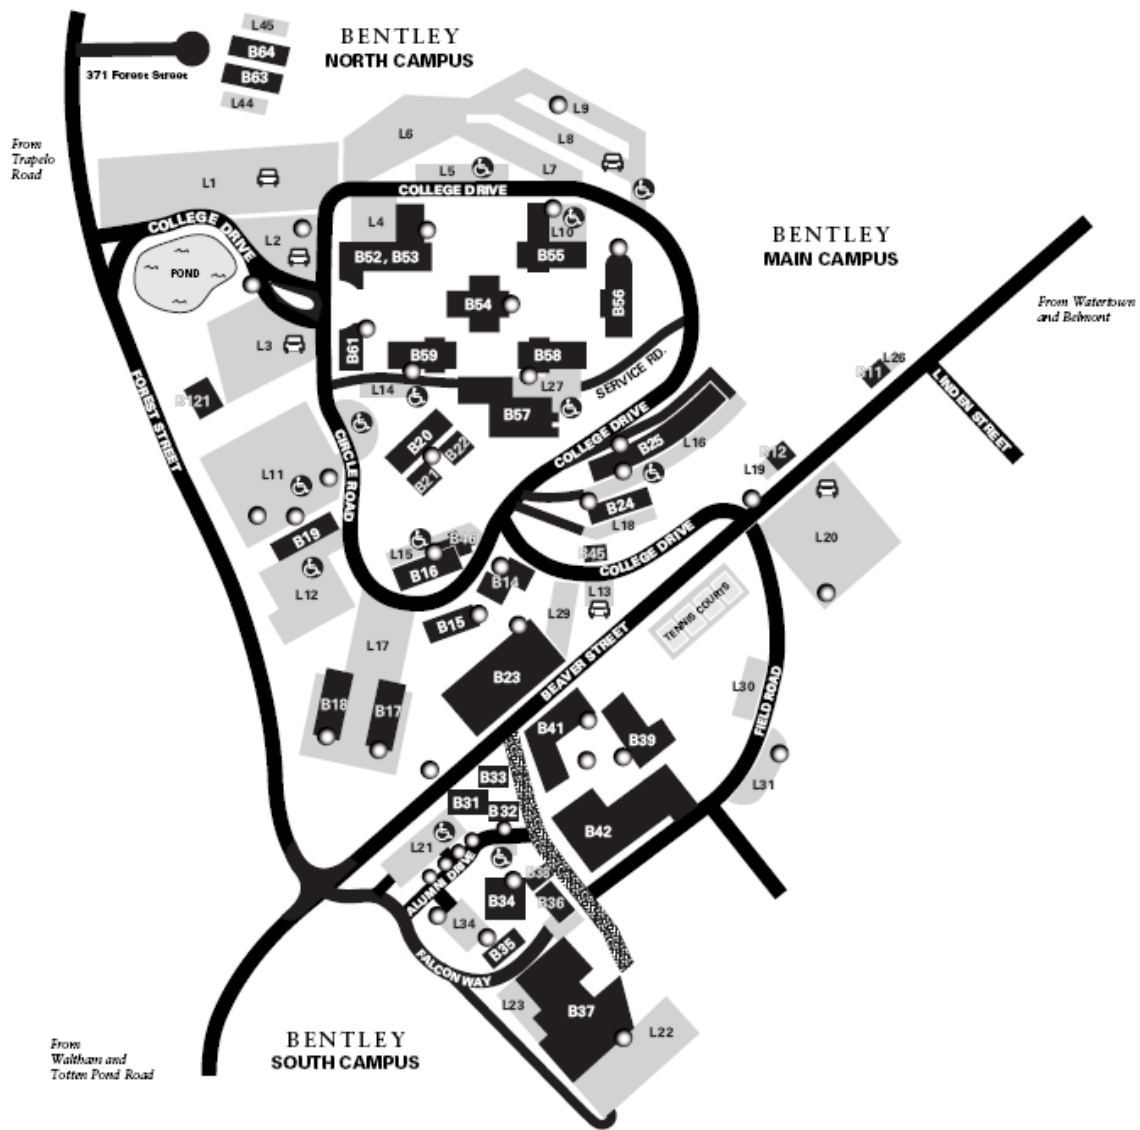 L45
BENTLEY
NORTH CAMPUS
B64
371 Forest Street
B63
L44
From
Trapelo
Road
L9
L6
L8
L5
L7
L1
COLLEGE DRIVE
COLLEGE DRIVE
L4
L10
L2
BENTLEY
MAIN CAMPUS
B52, B53
B55
POND
B54
B56
From Watertown
and Belmont
L3
B61
B59
B58
SERVICE RD.
L26
B11
L14
L27
LINDEN STREET
FOREST STREET
B121
B57
COLLEGE DRIVE
CIRCLE ROAD
B20
B22
B25
L16
B12
L11
B21
L19
B24
L18
L20
B19
L15
B46
B45
COLLEGE DRIVE
B16
B14
L12
L13
TENNIS COURTS
L29
B15
L17
BEAVER STREET
B23
L30
FIELD ROAD
B18
B17
B41
B39
B33
L31
B31
B32
B42
L21
ALUMNI DRIVE
B38
B34
B36
L34
B35
FALCON WAY
L23
B37
L22
BENTLEY
SOUTH CAMPUS
From
Waltham and
Totten Pond Road